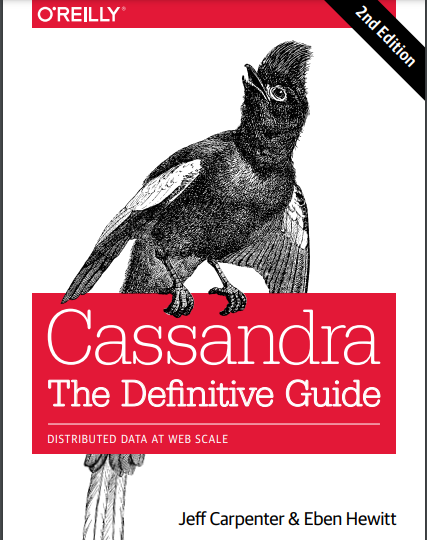 O'REILLY®
2nd Edition
Cassandra
The Definitive Guide
DISTRIBUTED DATA AT WEB SCALE
Jeff Carpenter & Eben Hewitt